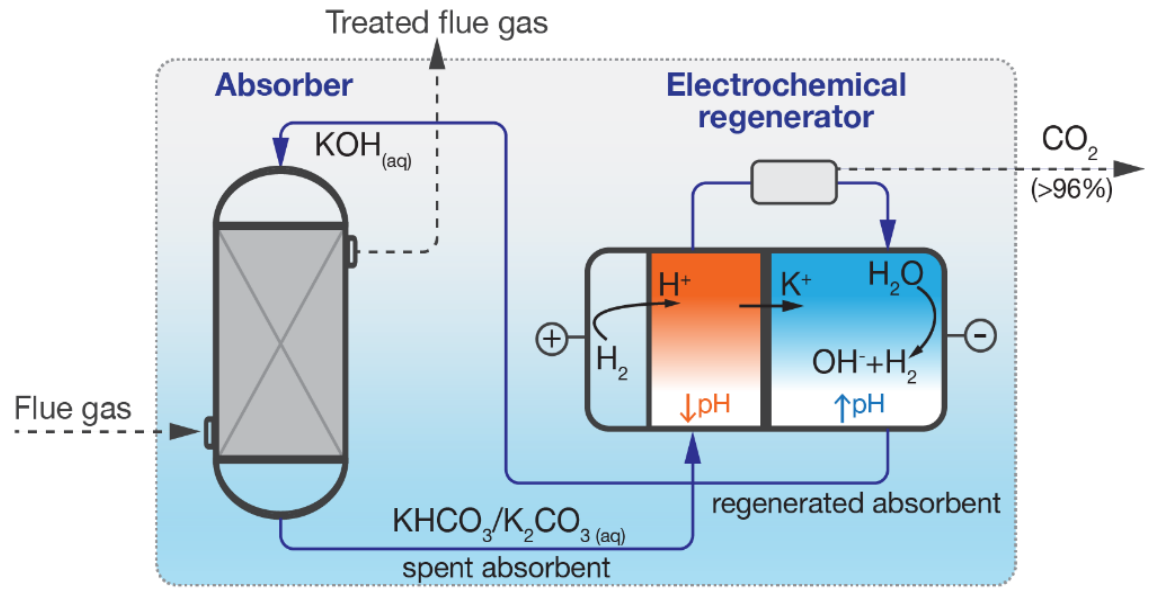 Treated flue gas
Absorber
Electrochemical
regenerator
KOH(aq)
CO₂
(>96%)
H⁺
K⁺
H₂O
+
H₂
-
OH⁻+H₂
↓pH
↑pH
Flue gas
regenerated absorbent
KHCO₃/K₂CO₃ (aq)
spent absorbent